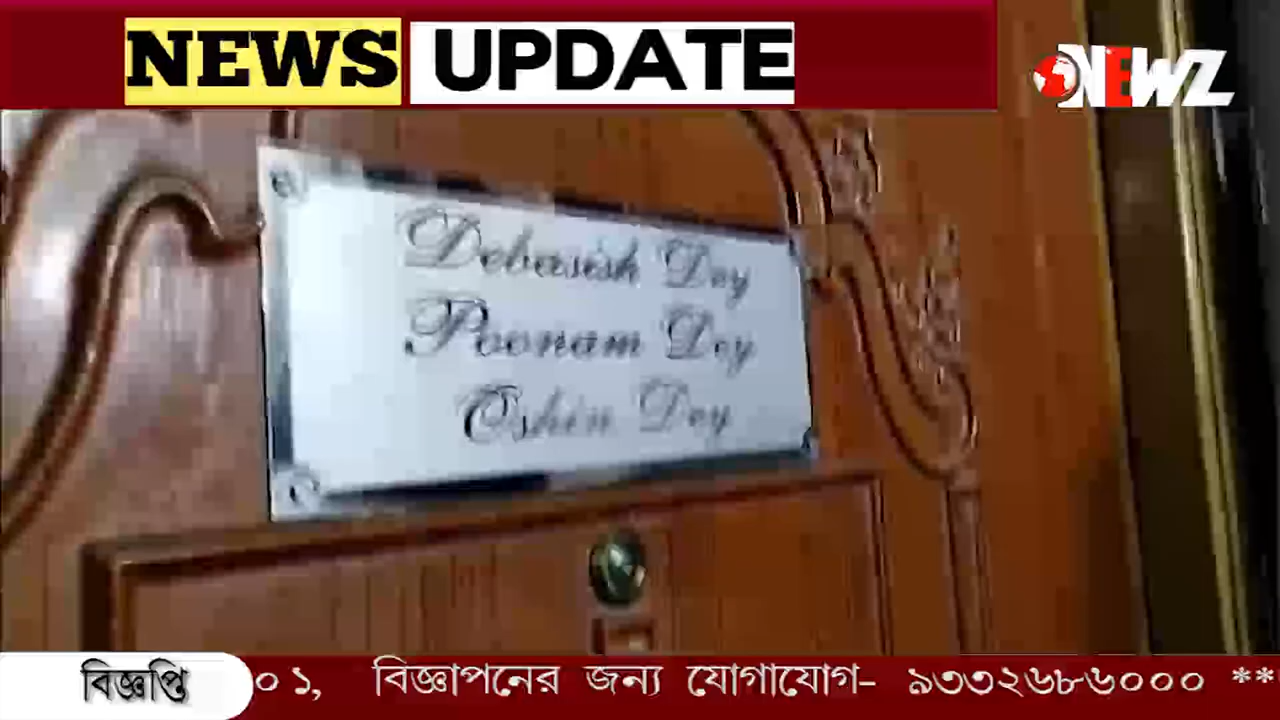 NEWS UPDATE
NEWZ
Debasish Dey
Poonam Dey
Oshin Dey
বিজ্ঞপ্তি ০১, বিজ্ঞাপনের জন্য যোগাযোগ- ৯৩৩২৬৮৬০০০ **